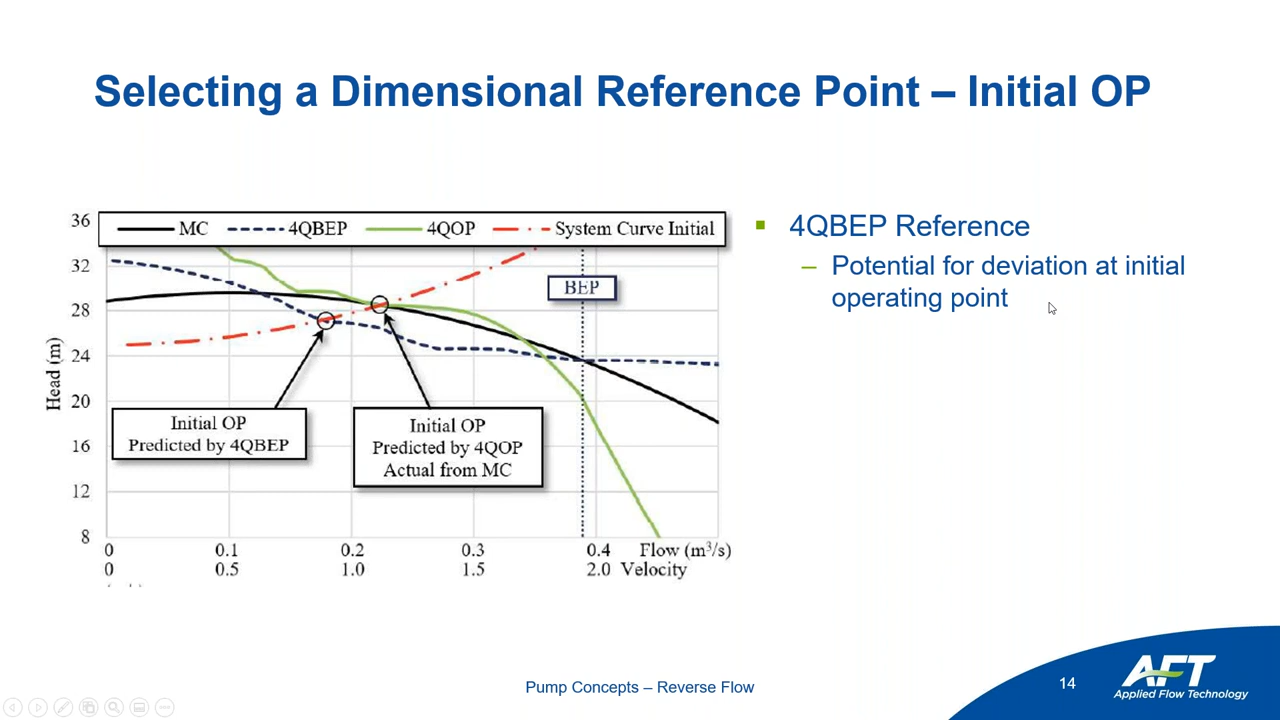 Selecting a Dimensional Reference Point – Initial OP
36
MC
4QBEP
4QOP
System Curve Initial
32
28
24
20
16
12
8
Head (m)
BEP
Initial OP
Predicted by 4QBEP
Initial OP
Predicted by 4QOP
Actual from MC
0 0.1 0.2 0.3 0.4 Flow (m³/s)
0 0.5 1.0 1.5 2.0 Velocity
4QBEP Reference
– Potential for deviation at initial
operating point
Pump Concepts – Reverse Flow
14
AFT
Applied Flow Technology